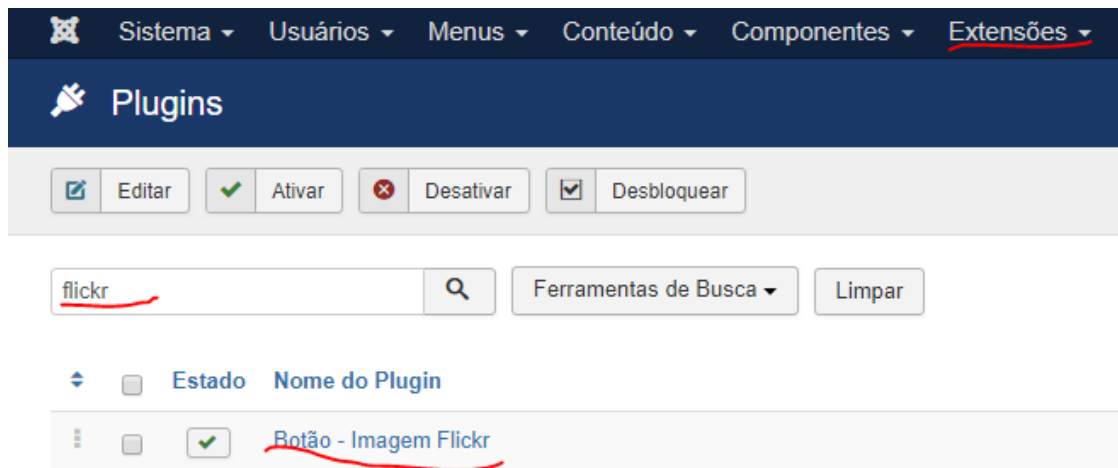 Sistema Usuários Menus Conteúdo Componentes Extensões
Plugins
Editar Ativar Desativar Desbloquear
flickr Ferramentas de Busca Limpar
Estado Nome do Plugin
Botão - Imagem Flickr